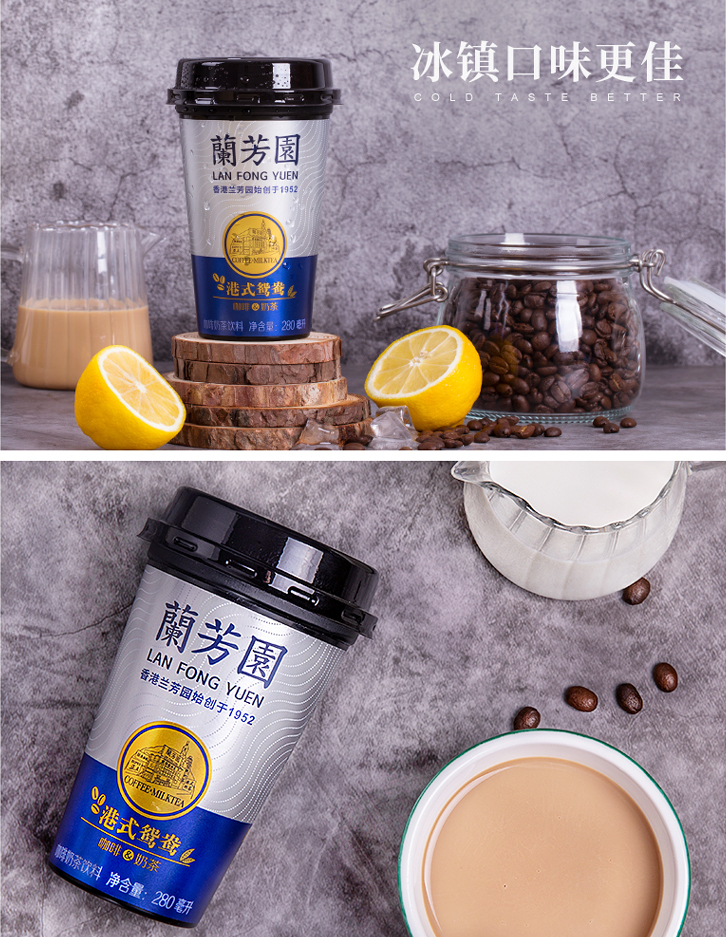 冰镇口味更佳
COLD TASTE BETTER
蘭芳園
LAN FONG YUEN
香港兰芳园始创于1952
COFFEE·MILKTEA
港式鸳鸯
咖啡&奶茶
咖啡奶茶饮料 净含量: 280毫升
蘭芳園
LAN FONG YUEN
香港兰芳园始创于1952
COFFEE·MILKTEA
港式鸳鸯
咖啡&奶茶
咖啡奶茶饮料 净含量: 280毫升